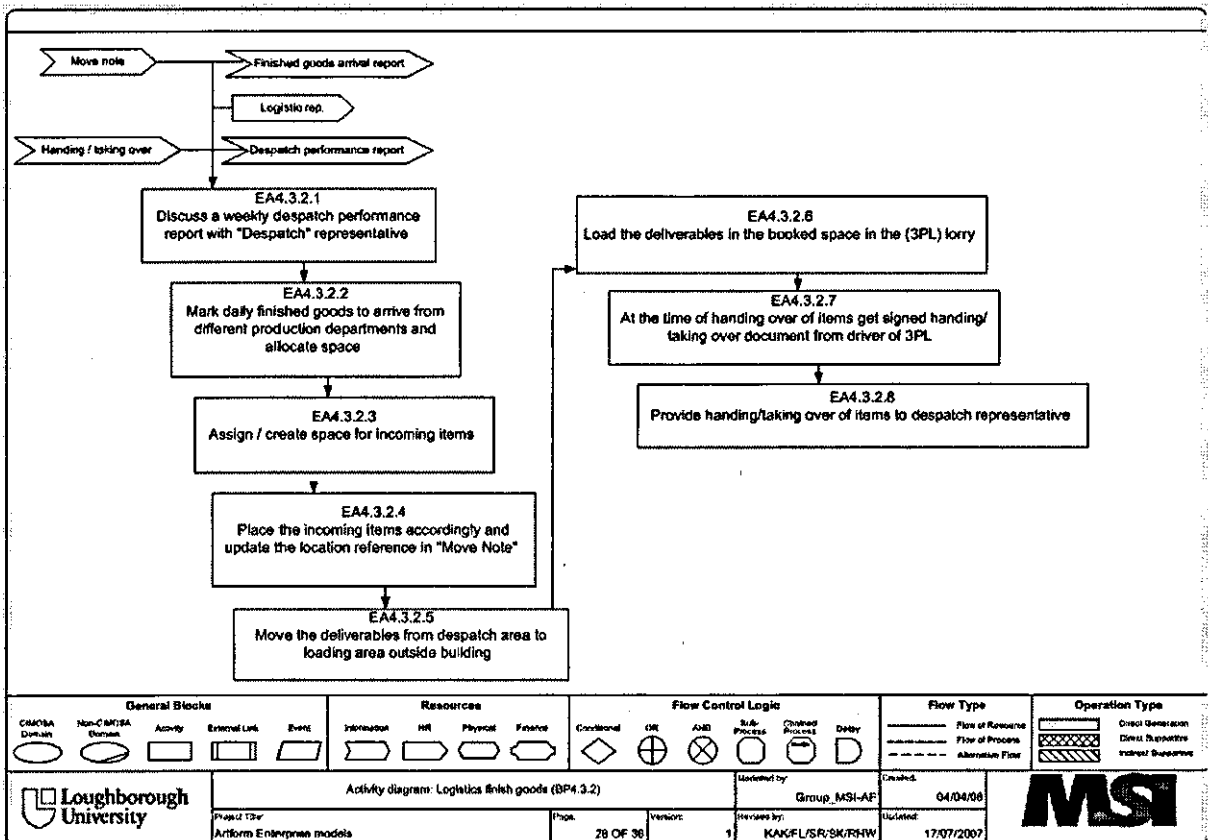 Move note
Finished goods arrival report
Logistic rep.
Handing / taking over
Despatch performance report
EA4.3.2.1
Discuss a weekly despatch performance
report with "Despatch" representative
EA4.3.2.2
Mark daily finished goods to arrive from
different production departments and
allocate space
EA4.3.2.3
Assign / create space for incoming items
EA4.3.2.4
Place the incoming items accordingly and
update the location reference in "Move Note"
EA4.3.2.5
Move the deliverables from despatch area to
loading area outside building
EA4.3.2.6
Load the deliverables in the booked space in the (3PL) lorry
EA4.3.2.7
At the time of handing over of items get signed handing/
taking over document from driver of 3PL
EA4.3.2.8
Provide handing/taking over of items to despatch representative
General Blocks
CIMOSA
Domain
Non-CIMOSA
Domain
Activity
External Link
Event
Resources
Information
HR
Physical
Finance
Flow Control Logic
Conditional
OR
AND
Sub-
Process
Process
Delay
Flow Type
Flow of Resource
Flow of Process
Alternative Flow
Operation Type
Direct Generation
Direct Supportive
Indirect Supportive
Loughborough
University
Activity diagram: Logistics finish goods (BP4.3.2)
by:
Group_MSI-AF
Created:
04/04/06
Project Title:
Artform Enterprise models
Page:
28 OF 36
Version:
1
by:
KAK/FL/SR/SK/RHW
Updated:
17/07/2007
MSI